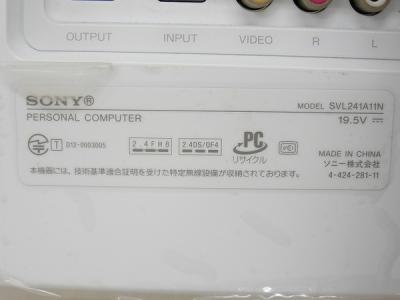 OUTPUT INPUT VIDEO R L
SONY® MODEL SVL241A11N
PERSONAL COMPUTER 19.5V ⎓
T D12-0003005 2.4FH8 2.4DS/OF4 PC
リサイクル MADE IN CHINA
ソニー株式会社
本機器には、技術基準適合証明を受けた特定無線設備が収納されております。 4-424-281-11